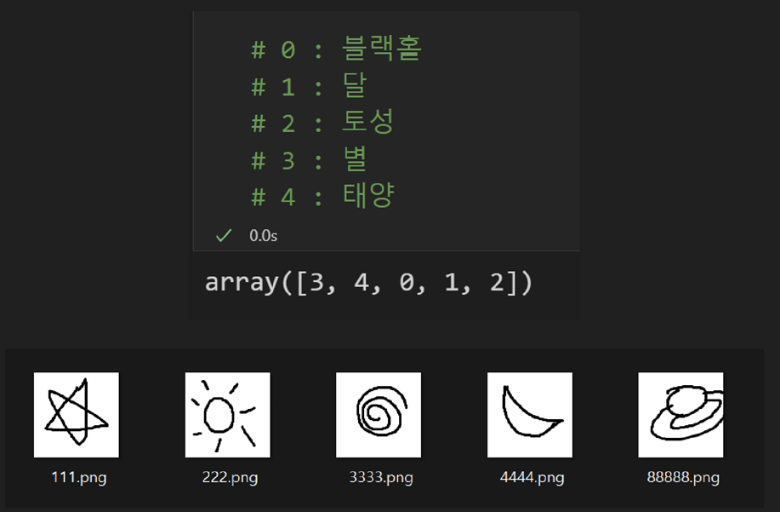 # 0 : 블랙홀
# 1 : 달
# 2 : 토성
# 3 : 별
# 4 : 태양
0.0s
array([3, 4, 0, 1, 2])
111.png 222.png 3333.png 4444.png 88888.png